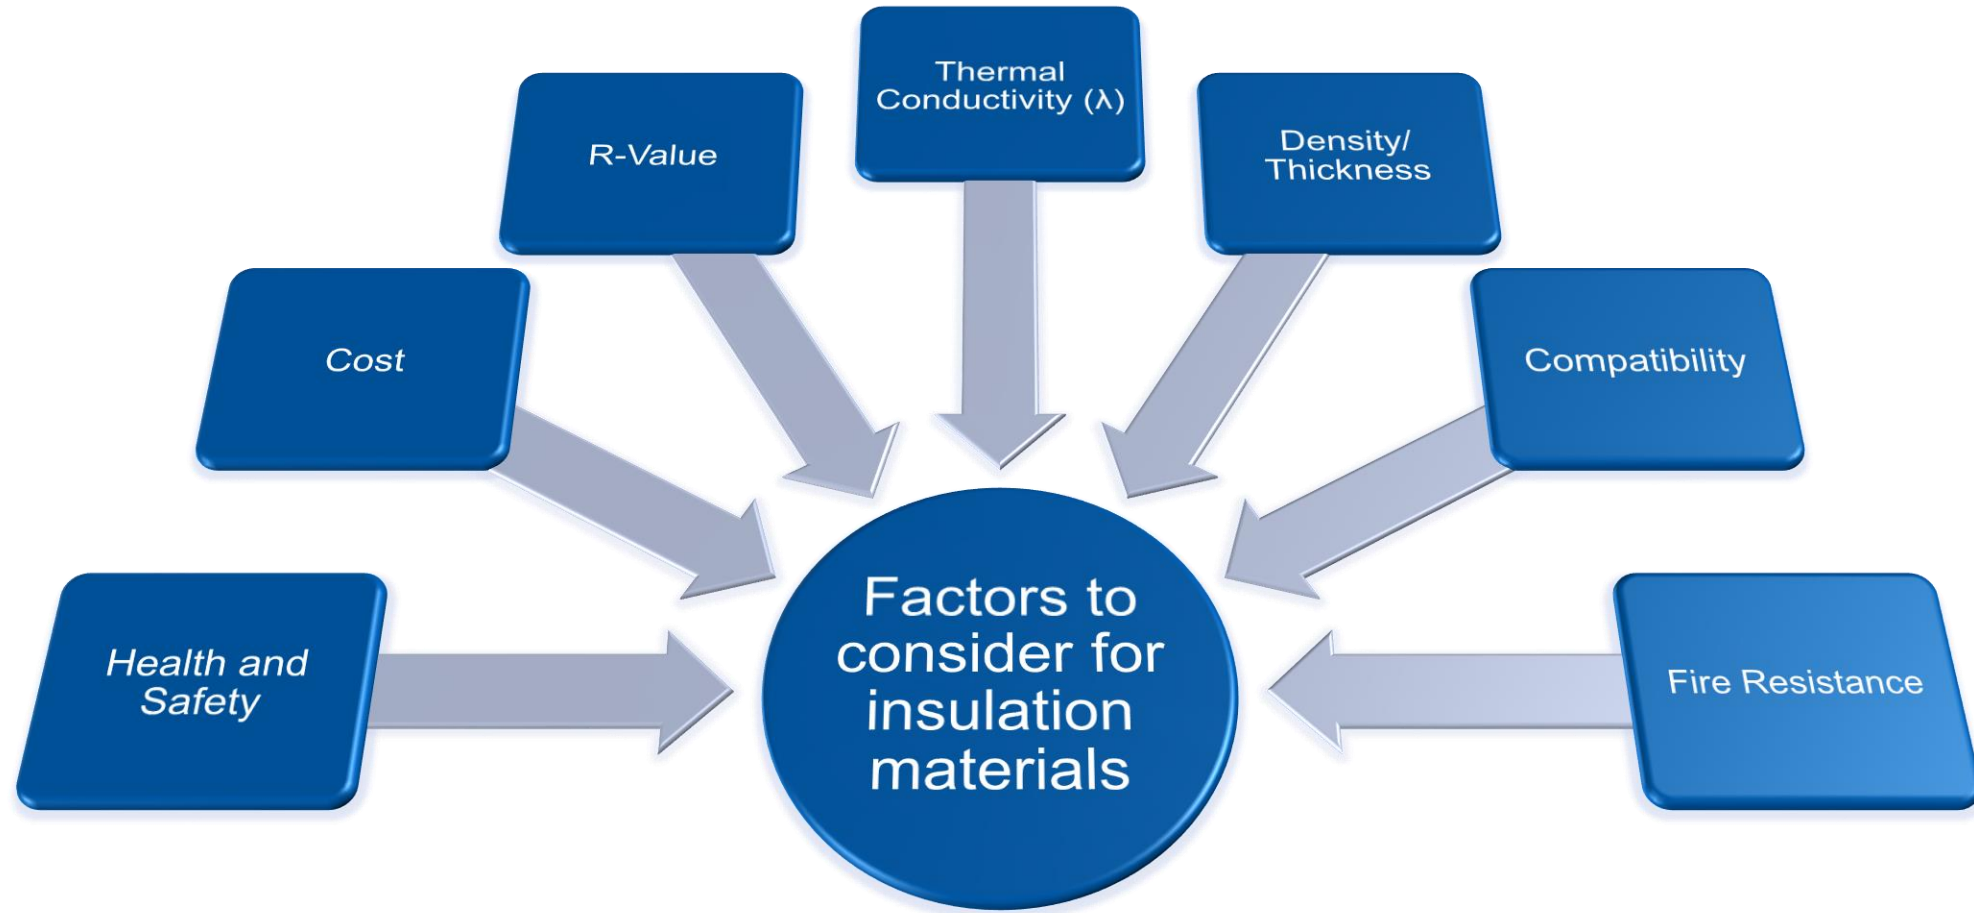 Health and
Safety
Cost
R-Value
Thermal
Conductivity (λ)
Density/
Thickness
Compatibility
Fire Resistance
Factors to
consider for
insulation
materials